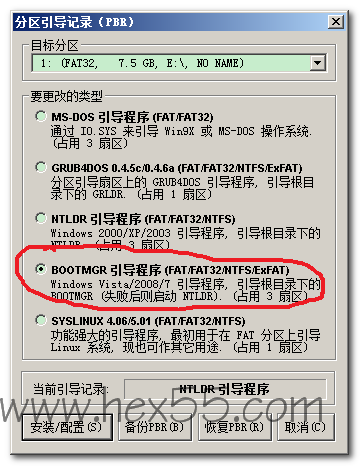 分区引导记录 (PBR)
目标分区
1: (FAT32,   7.5 GB, E:\, NO NAME)
要更改的类型
MS-DOS 引导程序 (FAT/FAT32)
通过 IO.SYS 来引导 Win9X 或 MS-DOS 操作系统.
(占用 3 扇区)
GRUB4DOS 0.4.5c/0.4.6a (FAT/FAT32/NTFS/ExFAT)
分区引导扇区上的 GRUB4DOS 引导程序, 引导根目
录下的 GRLDR. (占用 1 扇区)
NTLDR 引导程序 (FAT/FAT32/NTFS)
Windows 2000/XP/2003 引导程序, 引导根目录下的
NTLDR. (占用 3 扇区)
BOOTMGR 引导程序 (FAT/FAT32/NTFS/ExFAT)
Windows Vista/2008/7 引导程序, 引导根目录下的
BOOTMGR (失败后则启动 NTLDR). (占用 3 扇区)
SYSLINUX 4.06/5.01 (FAT/FAT32/NTFS)
功能强大的引导程序, 最初用于在 FAT 分区上引导
Linux 系统, 现也可作其它用途. (占用 1 扇区)
当前引导记录: NTLDR 引导程序
www.hex55.com
安装/配置(S) 备份PBR(B) 恢复PBR(R) 取消(C)